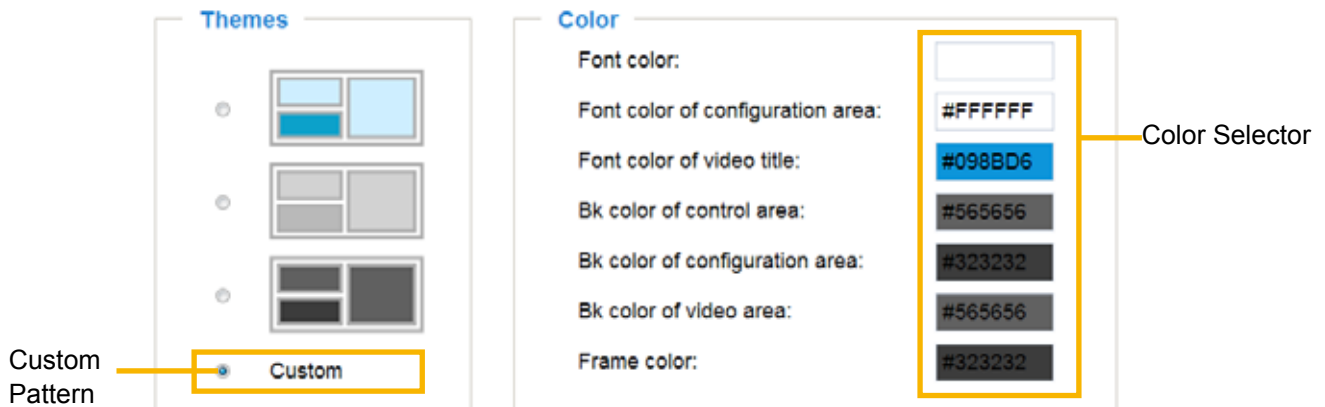 Themes
Custom
Custom
Pattern
Color
Font color:
Font color of configuration area: #FFFFFF
Font color of video title: #098BD6
Bk color of control area: #565656
Bk color of configuration area: #323232
Bk color of video area: #565656
Frame color: #323232
Color Selector